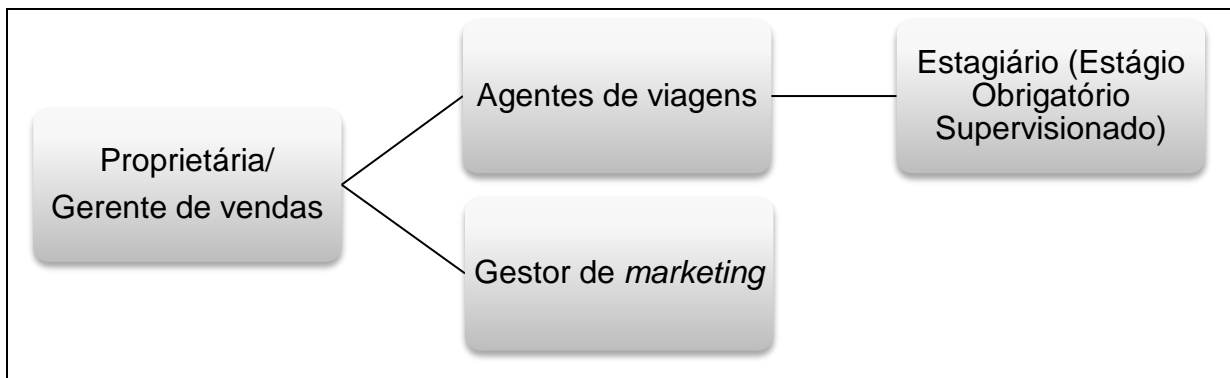 Proprietária/
Gerente de vendas
Agentes de viagens
Gestor de marketing
Estagiário (Estágio
Obrigatório
Supervisionado)